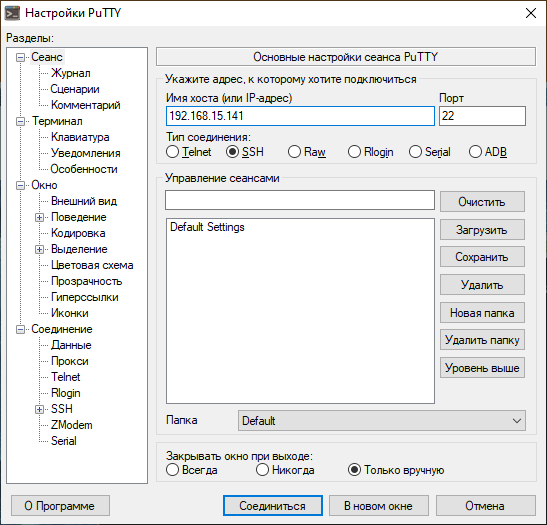 Настройки PuTTY
Разделы:
Сеанс
Журнал
Сценарии
Комментарий
Терминал
Клавиатура
Уведомления
Особенности
Окно
Внешний вид
Поведение
Кодировка
Выделение
Цветовая схема
Прозрачность
Гиперссылки
Иконки
Соединение
Данные
Прокси
Telnet
Rlogin
SSH
ZModem
Serial
Основные настройки сеанса PuTTY
Укажите адрес, к которому хотите подключиться
Имя хоста (или IP-адрес) Порт
192.168.15.141 22
Тип соединения:
Telnet SSH Raw Rlogin Serial ADB
Управление сеансами
Очистить
Default Settings
Загрузить
Сохранить
Удалить
Новая папка
Удалить папку
Уровень выше
Папка Default
Закрывать окно при выходе:
Всегда Никогда Только вручную
О Программе Соединиться В новом окне Отмена